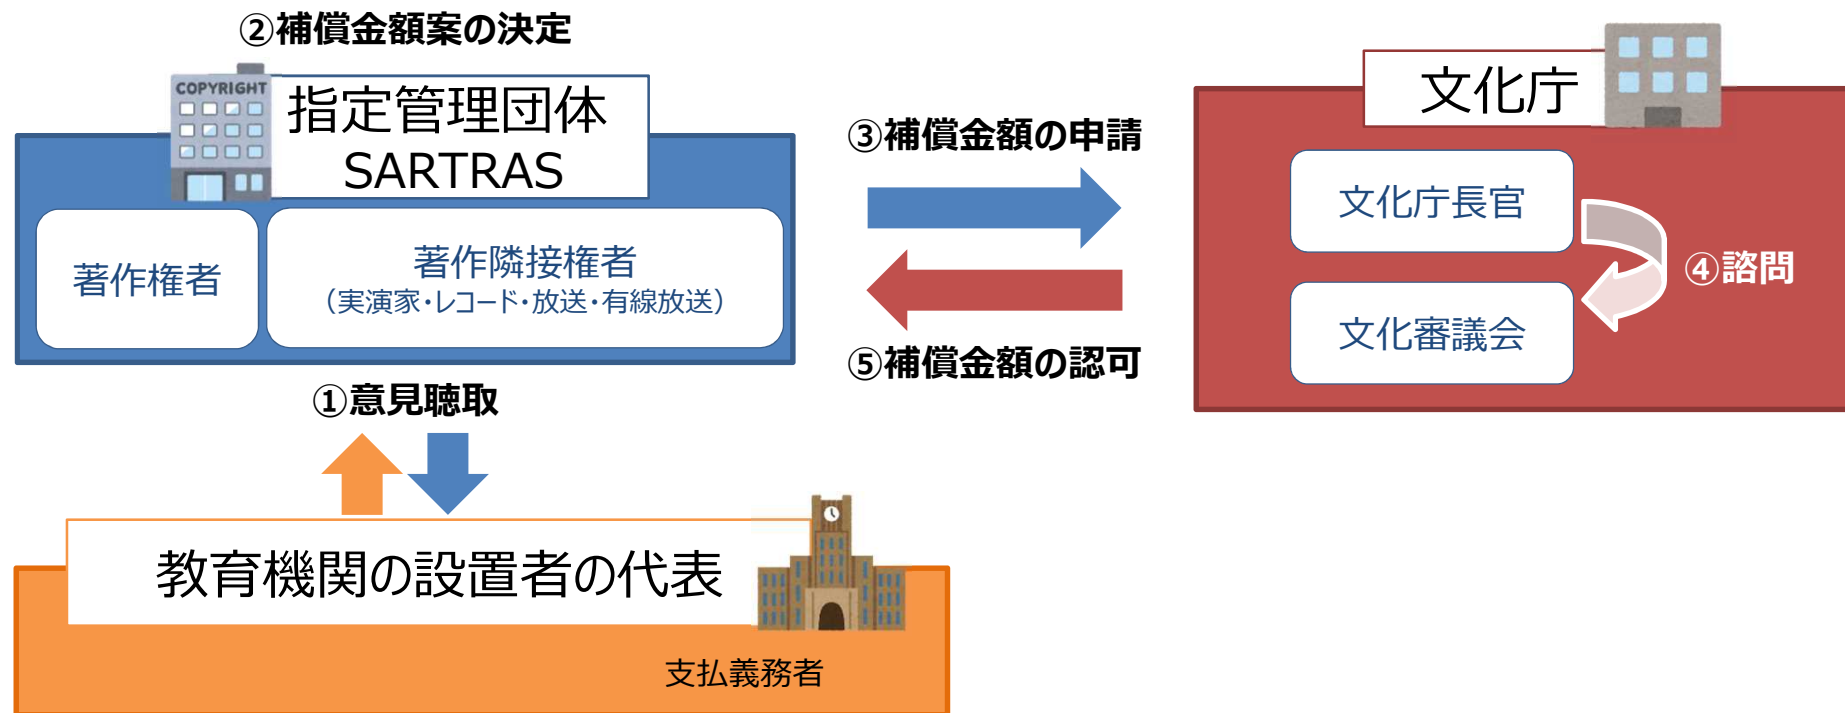 ②補償金額案の決定
COPYRIGHT
指定管理団体
SARTRAS
著作権者
著作隣接権者
（実演家・レコード・放送・有線放送）
①意見聴取
③補償金額の申請
⑤補償金額の認可
文化庁
文化庁長官
④諮問
文化審議会
教育機関の設置者の代表
支払義務者